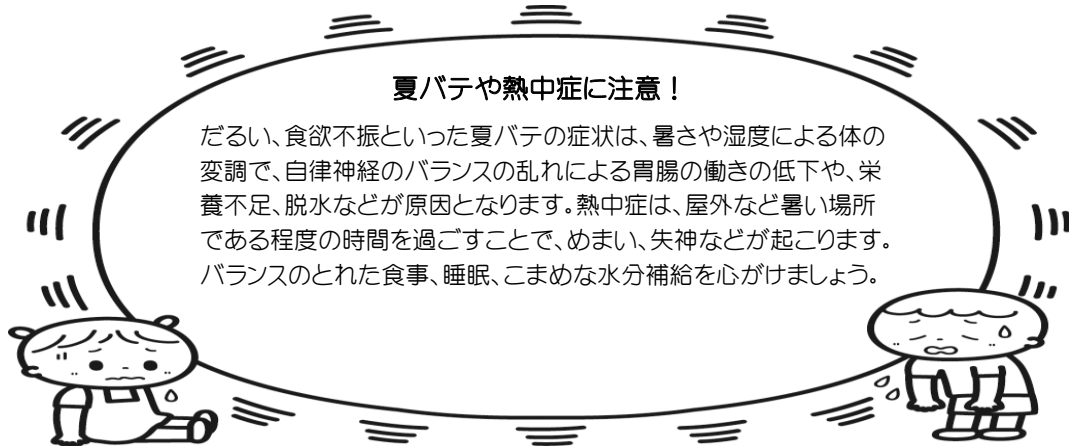 夏バテや熱中症に注意！
だるい、食欲不振といった夏バテの症状は、暑さや湿度による体の
変調で、自律神経のバランスの乱れによる胃腸の働きの低下や、栄
養不足、脱水などが原因となります。熱中症は、屋外など暑い場所
である程度の時間を過ごすことで、めまい、失神などが起こります。
バランスのとれた食事、睡眠、こまめな水分補給を心がけましょう。